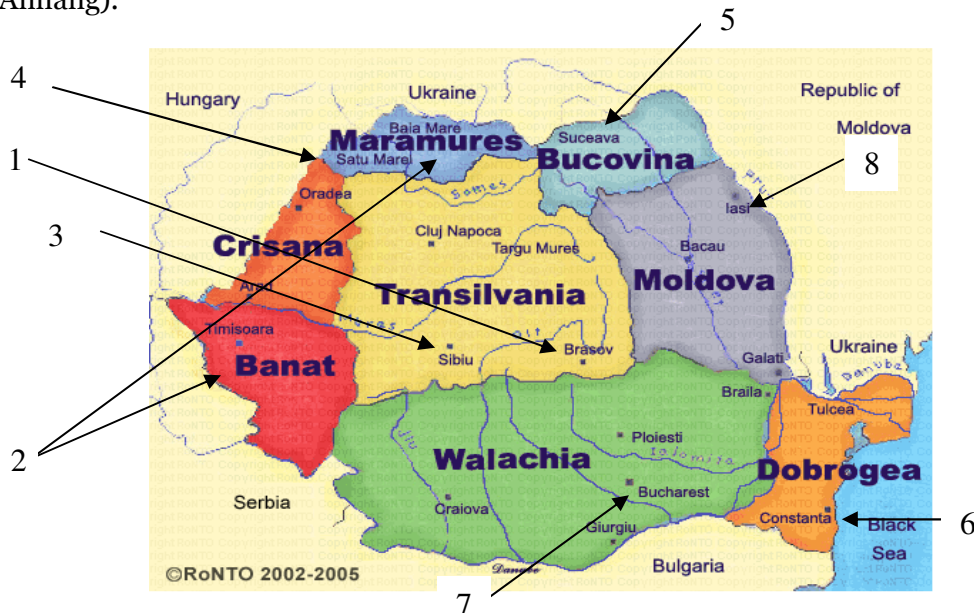 Anhang).
5
4
Hungary
Ukraine
Republic of
Moldova
Baia Mare
Maramures
Satu Marel
Suceava
Bucovina
1
8
Prut
Oradea
Somes
Iasi
3
Cluj Napoca
Crisana
Targu Mures
Bacau
Moldova
Arad
Transilvania
Mures
Olt
Timisoara
Banat
Sibiu
Brasov
Galati
Ukraine
Danube
Braila
Tulcea
2
Jiu
Walachia
Ploiesti
Ialomita
Dobrogea
Serbia
Craiova
Bucharest
Constanta
6
Black
Sea
Giurgiu
©RoNTO 2002-2005
Danube
Bulgaria
7